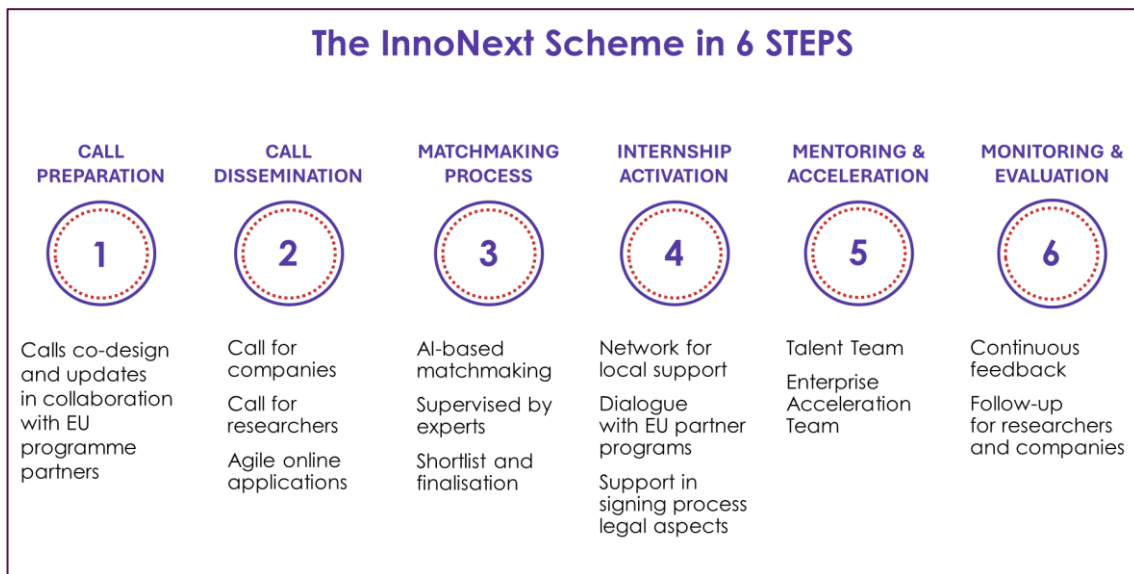 The InnoNext Scheme in 6 STEPS
CALL
PREPARATION
1
Calls co-design
and updates
in collaboration
with EU
programme
partners
CALL
DISSEMINATION
2
Call for
companies
Call for
researchers
Agile online
applications
MATCHMAKING
PROCESS
3
AI-based
matchmaking
Supervised by
experts
Shortlist and
finalisation
INTERNSHIP
ACTIVATION
4
Network for
local support
Dialogue
with EU partner
programs
Support in
signing process
legal aspects
MENTORING &
ACCELERATION
5
Talent Team
Enterprise
Acceleration
Team
MONITORING &
EVALUATION
6
Continuous
feedback
Follow-up
for researchers
and companies